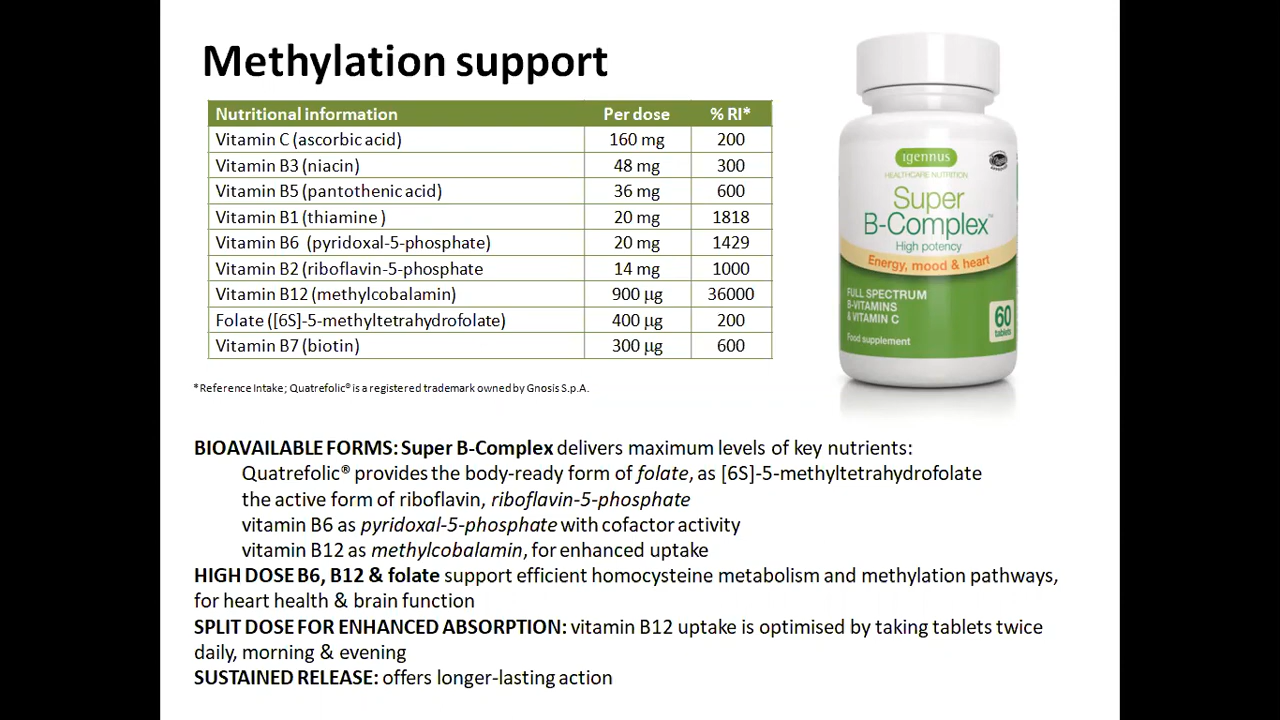 Methylation support
Nutritional information Per dose % RI*
Vitamin C (ascorbic acid) 160 mg 200
Vitamin B3 (niacin) 48 mg 300
Vitamin B5 (pantothenic acid) 36 mg 600
Vitamin B1 (thiamine ) 20 mg 1818
Vitamin B6 (pyridoxal-5-phosphate) 20 mg 1429
Vitamin B2 (riboflavin-5-phosphate 14 mg 1000
Vitamin B12 (methylcobalamin) 900 µg 36000
Folate ([6S]-5-methyltetrahydrofolate) 400 µg 200
Vitamin B7 (biotin) 300 µg 600
*Reference Intake; Quatrefolic® is a registered trademark owned by Gnosis S.p.A.
igennus
HEALTHCARE NUTRITION
Super
B-Complex™
High potency
Energy, mood & heart
FULL SPECTRUM
B-VITAMINS
& VITAMIN C
60
tablets
Food supplement
BIOAVAILABLE FORMS: Super B-Complex delivers maximum levels of key nutrients:
Quatrefolic® provides the body-ready form of folate, as [6S]-5-methyltetrahydrofolate
the active form of riboflavin, riboflavin-5-phosphate
vitamin B6 as pyridoxal-5-phosphate with cofactor activity
vitamin B12 as methylcobalamin, for enhanced uptake
HIGH DOSE B6, B12 & folate support efficient homocysteine metabolism and methylation pathways,
for heart health & brain function
SPLIT DOSE FOR ENHANCED ABSORPTION: vitamin B12 uptake is optimised by taking tablets twice
daily, morning & evening
SUSTAINED RELEASE: offers longer-lasting action